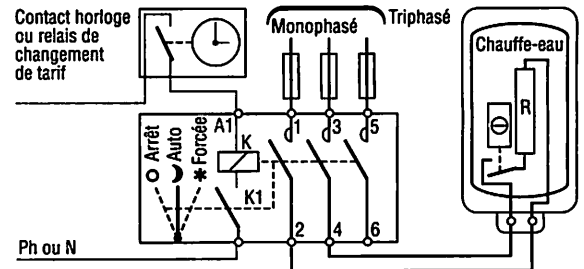 Contact horloge
ou relais de
changement
de tarif
Monophasé
Triphasé
Chauffe-eau
R
A1
1
3
5
K
Arrêt
Auto
Forcée
K1
2
4
6
Ph ou N